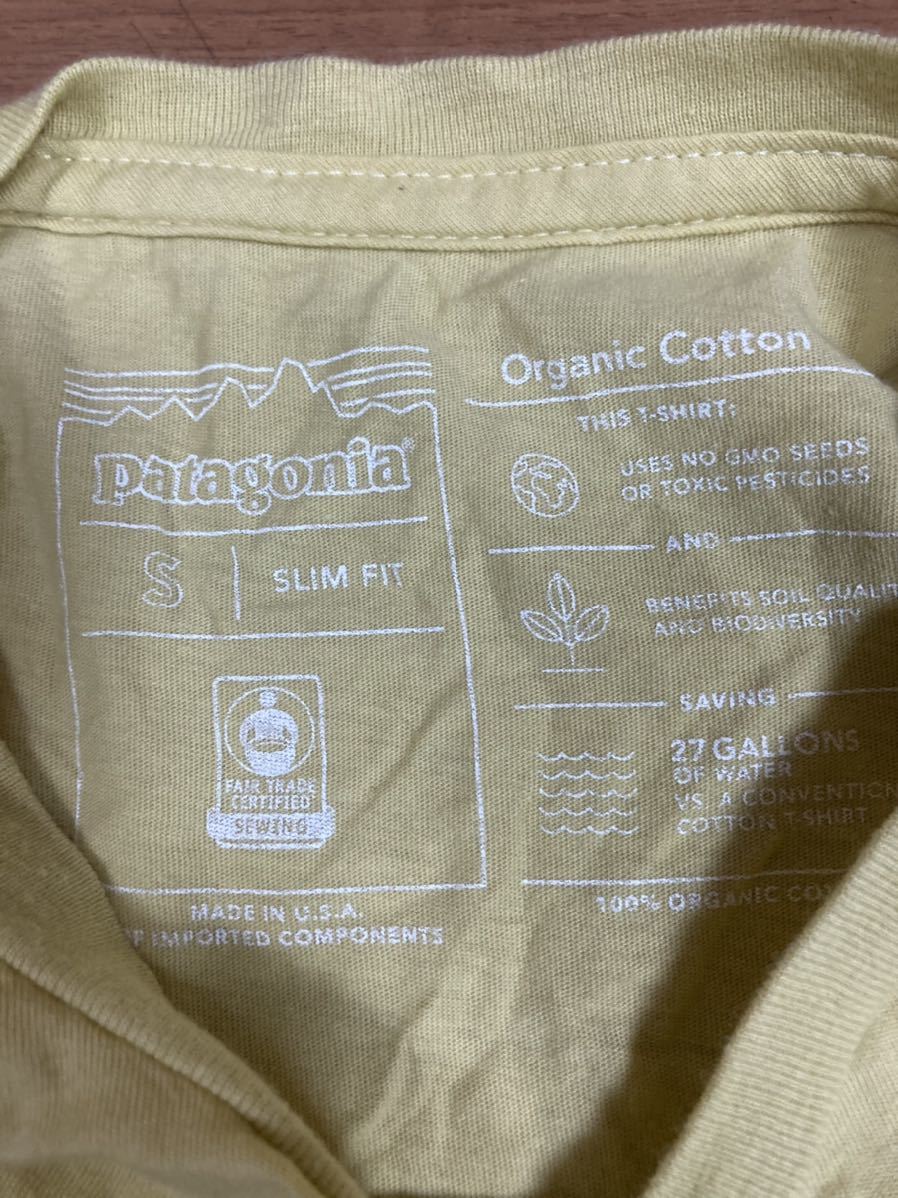 patagonia®
S | SLIM FIT
FAIR TRADE
CERTIFIED
SEWING
MADE IN U.S.A.
IMPORTED COMPONENTS
Organic Cotton
THIS T-SHIRT:
USES NO GMO SEEDS
OR TOXIC PESTICIDES
AND
BENEFITS SOIL QUALIT
AND BIODIVERSITY
SAVING
27 GALLONS
OF WATER
VS. A CONVENTION
COTTON T-SHIRT
100% ORGANIC CO